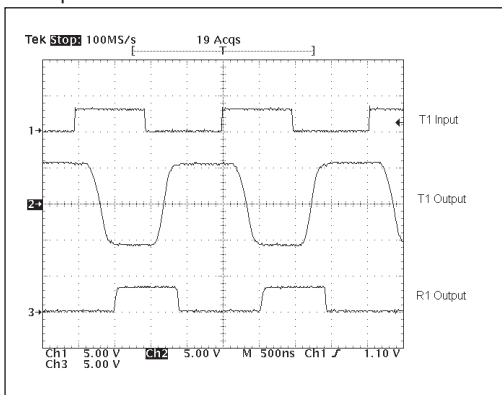 Tek Stop: 100MS/s 19 Acqs
[ T ]
1→
T1 Input
2→
T1 Output
3→
R1 Output
Ch1 5.00 V Ch2 5.00 V M 500ns Ch1 ƒ 1.10 V
Ch3 5.00 V